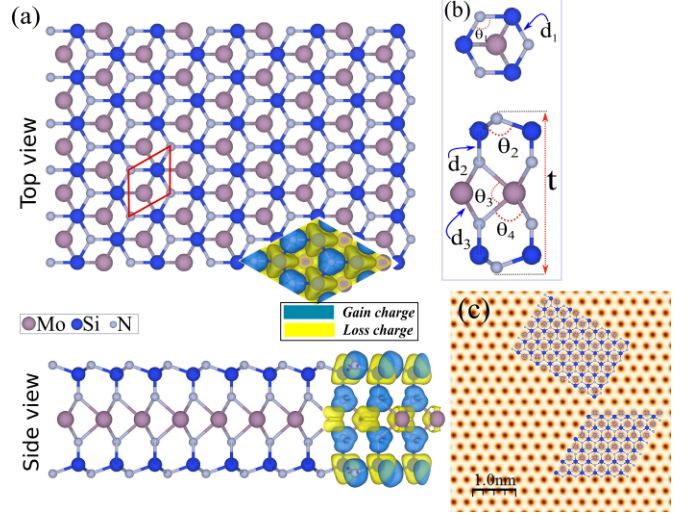 (a)
Top view
Gain charge
Loss charge
Mo Si N
Side view
(b)
θ1
d1
θ2
d2
t
θ3
θ4
d3
(c)
1.0nm